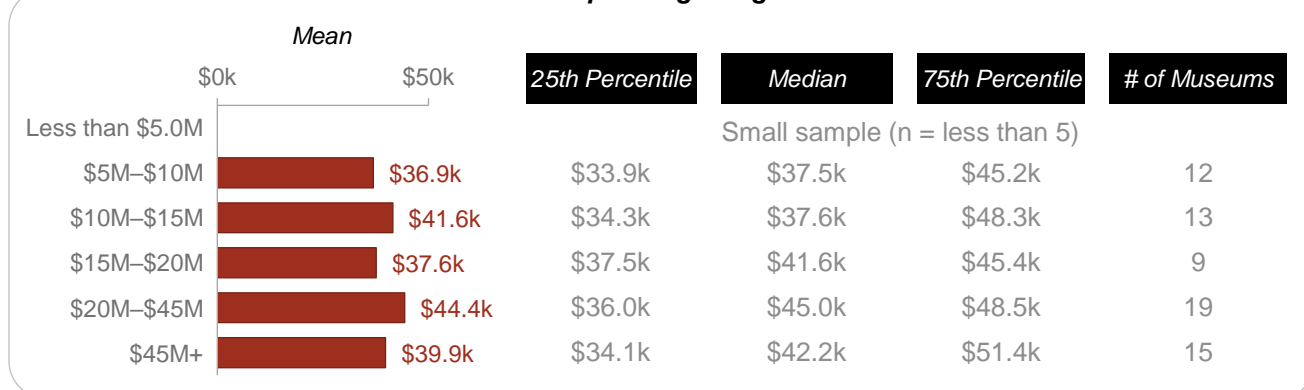 Mean
$0k $50k 25th Percentile Median 75th Percentile # of Museums
Less than $5.0M Small sample (n = less than 5)
$5M–$10M $36.9k $33.9k $37.5k $45.2k 12
$10M–$15M $41.6k $34.3k $37.6k $48.3k 13
$15M–$20M $37.6k $37.5k $41.6k $45.4k 9
$20M–$45M $44.4k $36.0k $45.0k $48.5k 19
$45M+ $39.9k $34.1k $42.2k $51.4k 15